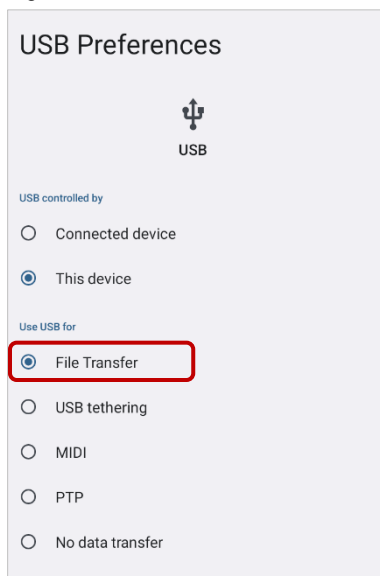 USB Preferences
USB
USB controlled by
Connected device
This device
Use USB for
File Transfer
USB tethering
MIDI
PTP
No data transfer